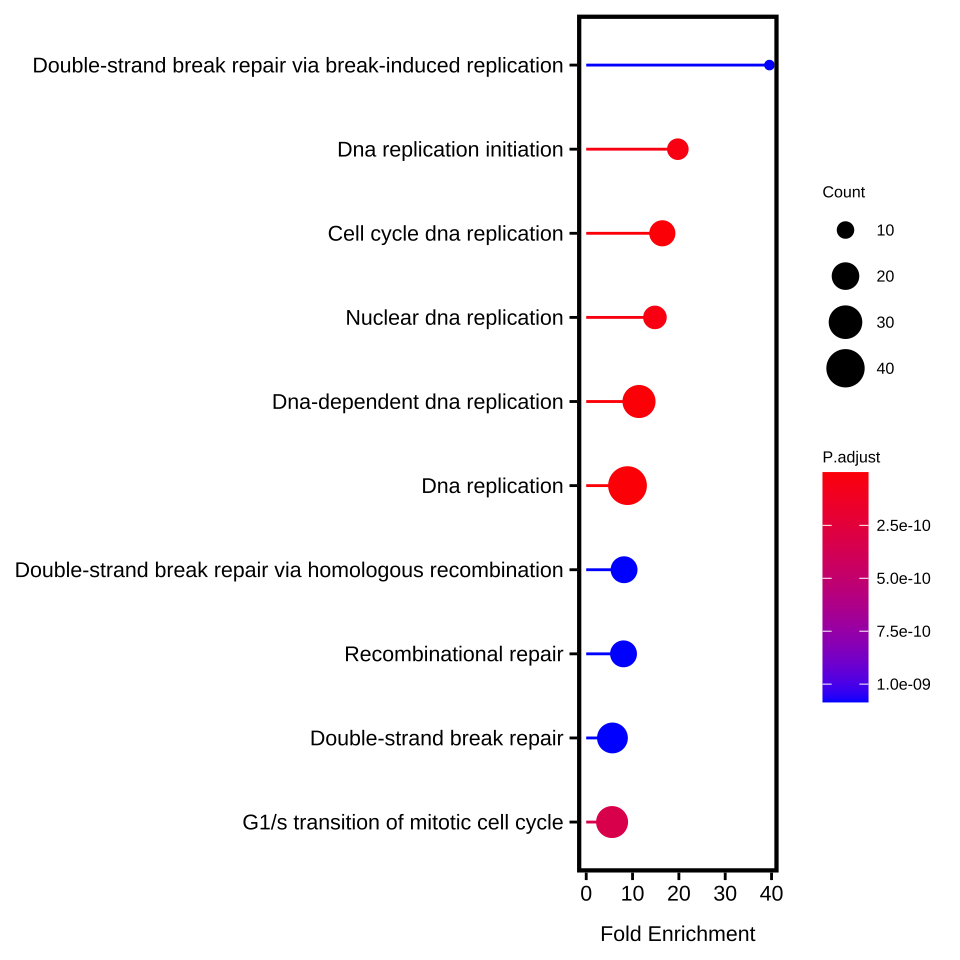 Double-strand break repair via break-induced replication
Dna replication initiation
Cell cycle dna replication
Nuclear dna replication
Dna-dependent dna replication
Dna replication
Double-strand break repair via homologous recombination
Recombinational repair
Double-strand break repair
G1/s transition of mitotic cell cycle
0 10 20 30 40
Fold Enrichment
Count
10
20
30
40
P.adjust
2.5e-10
5.0e-10
7.5e-10
1.0e-09